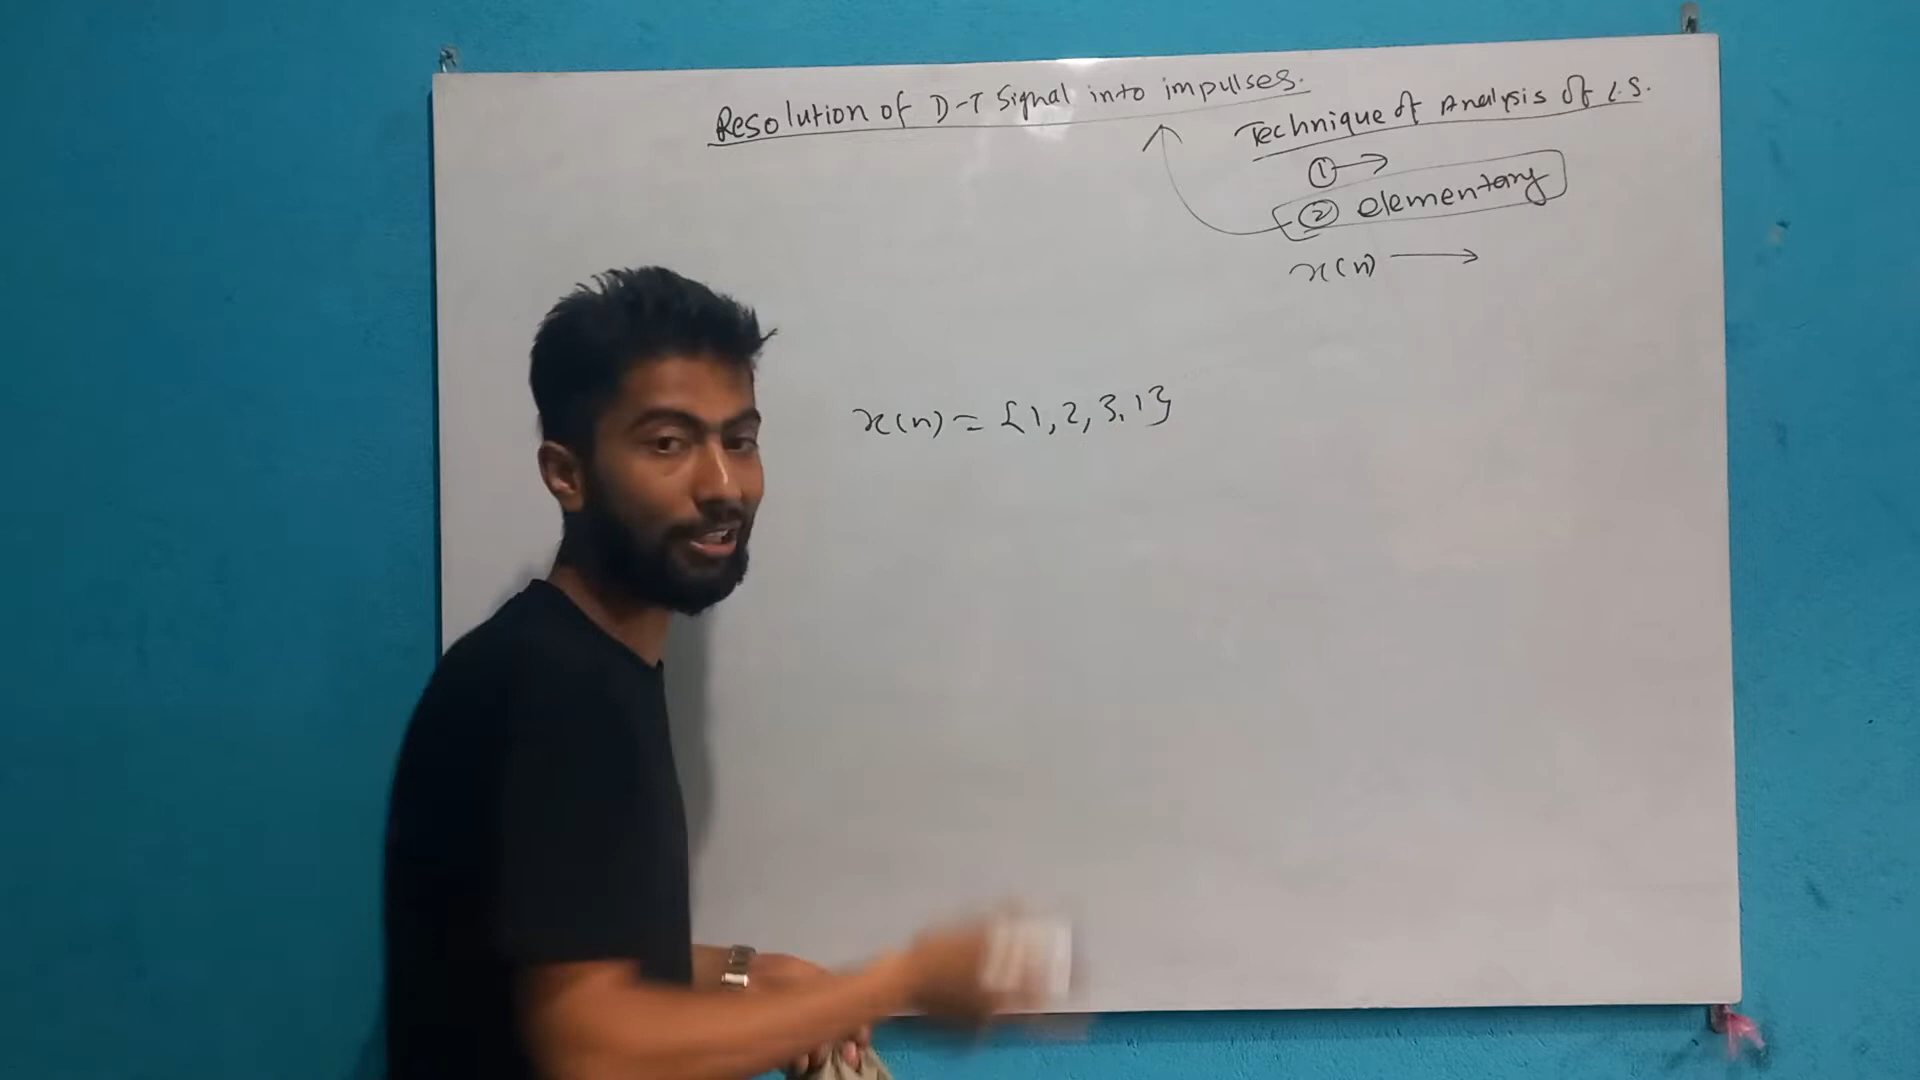 Resolution of D-T Signal into impulses.
Technique of Analysis of L.S.
① →
② elementary
x(n) →
x(n) = {1, 2, 3, 1}